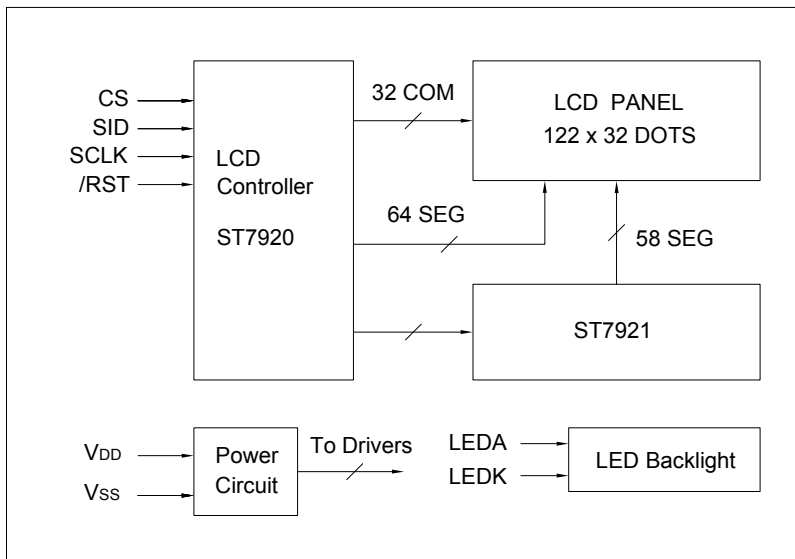 CS
SID
SCLK
/RST
LCD
Controller
ST7920
32 COM
64 SEG
LCD PANEL
122 x 32 DOTS
58 SEG
ST7921
VDD
VSS
Power
Circuit
To Drivers
LEDA
LEDK
LED Backlight